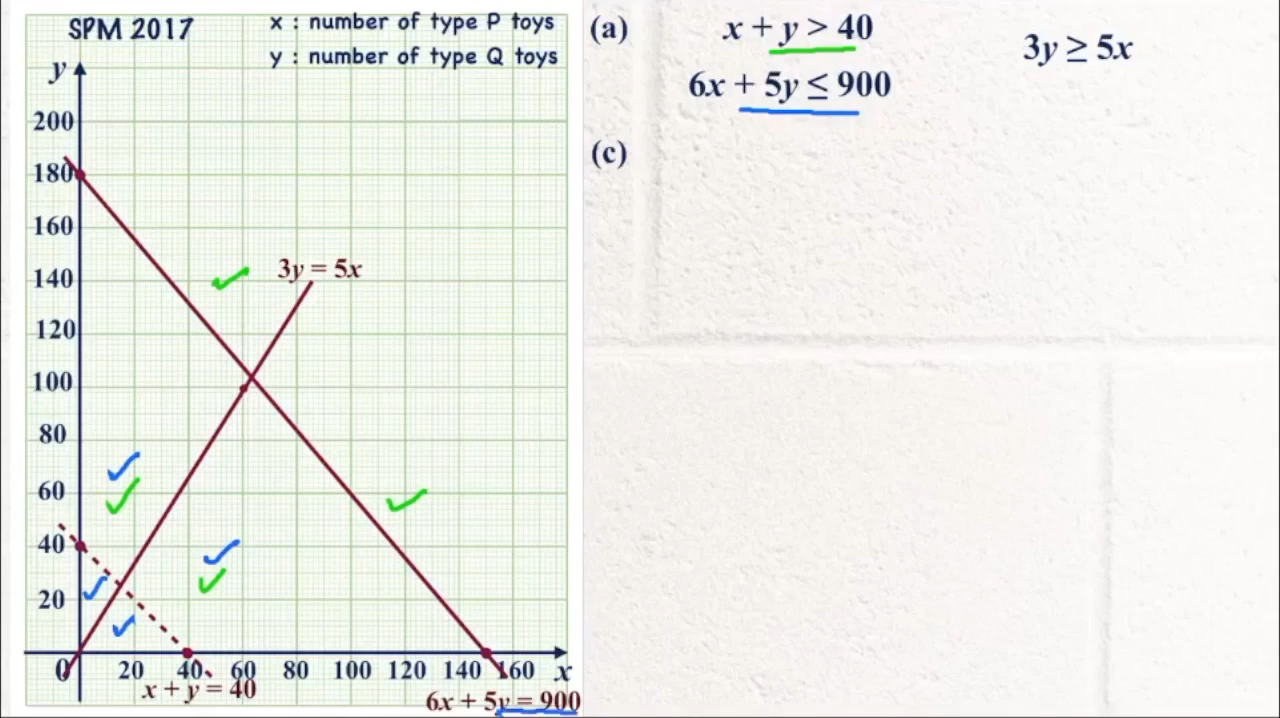 SPM 2017
x : number of type P toys
y : number of type Q toys
y
200
180
160
140
120
100
80
60
40
20
0
20
40
60
80
100
120
140
160
x
3y = 5x
x + y = 40
6x + 5y = 900
(a)
x + y > 40
3y ≥ 5x
6x + 5y ≤ 900
(c)